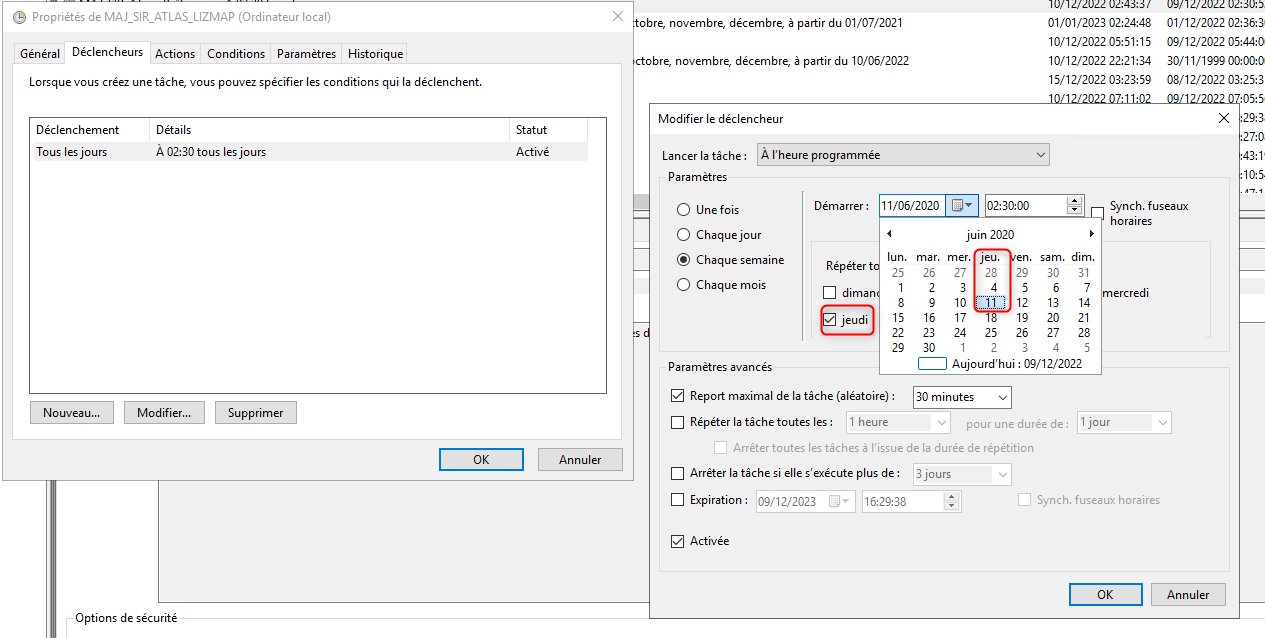 Propriétés de MAJ_SIR_ATLAS_LIZMAP (Ordinateur local)
Général Déclencheurs Actions Conditions Paramètres Historique
Lorsque vous créez une tâche, vous pouvez spécifier les conditions qui la déclenchent.
Déclenchement Détails Statut
Tous les jours À 02:30 tous les jours Activé
Nouveau... Modifier... Supprimer
OK Annuler
Options de sécurité
10/12/2022 02:43:37 09/12/2022 02:30:5
ctobre, novembre, décembre, à partir du 01/07/2021 01/01/2023 02:24:48 01/12/2022 02:36:3
10/12/2022 05:51:15 09/12/2022 05:44:0
octobre, novembre, décembre, à partir du 10/06/2022 10/12/2022 22:21:34 30/11/1999 00:00:0
15/12/2022 03:23:59 08/12/2022 03:25:3
10/12/2022 07:11:02 09/12/2022 07:05:5
:29:3
:27:0
:43:1
:10:5
es d
Modifier le déclencheur
Lancer la tâche : À l'heure programmée
Paramètres
Une fois
Chaque jour
Chaque semaine
Chaque mois
Démarrer : 11/06/2020 02:30:00 Synch. fuseaux
horaires
Répéter to
diman
mercredi
jeudi
juin 2020
lun. mar. mer. jeu. ven. sam. dim.
25 26 27 28 29 30 31
1 2 3 4 5 6 7
8 9 10 11 12 13 14
15 16 17 18 19 20 21
22 23 24 25 26 27 28
29 30 1 2 3 4 5
Aujourd'hui : 09/12/2022
Paramètres avancés
Report maximal de la tâche (aléatoire) : 30 minutes
Répéter la tâche toutes les : 1 heure pour une durée de : 1 jour
Arrêter toutes les tâches à l'issue de la durée de répétition
Arrêter la tâche si elle s'exécute plus de : 3 jours
Expiration : 09/12/2023 16:29:38 Synch. fuseaux horaires
Activée
OK Annuler